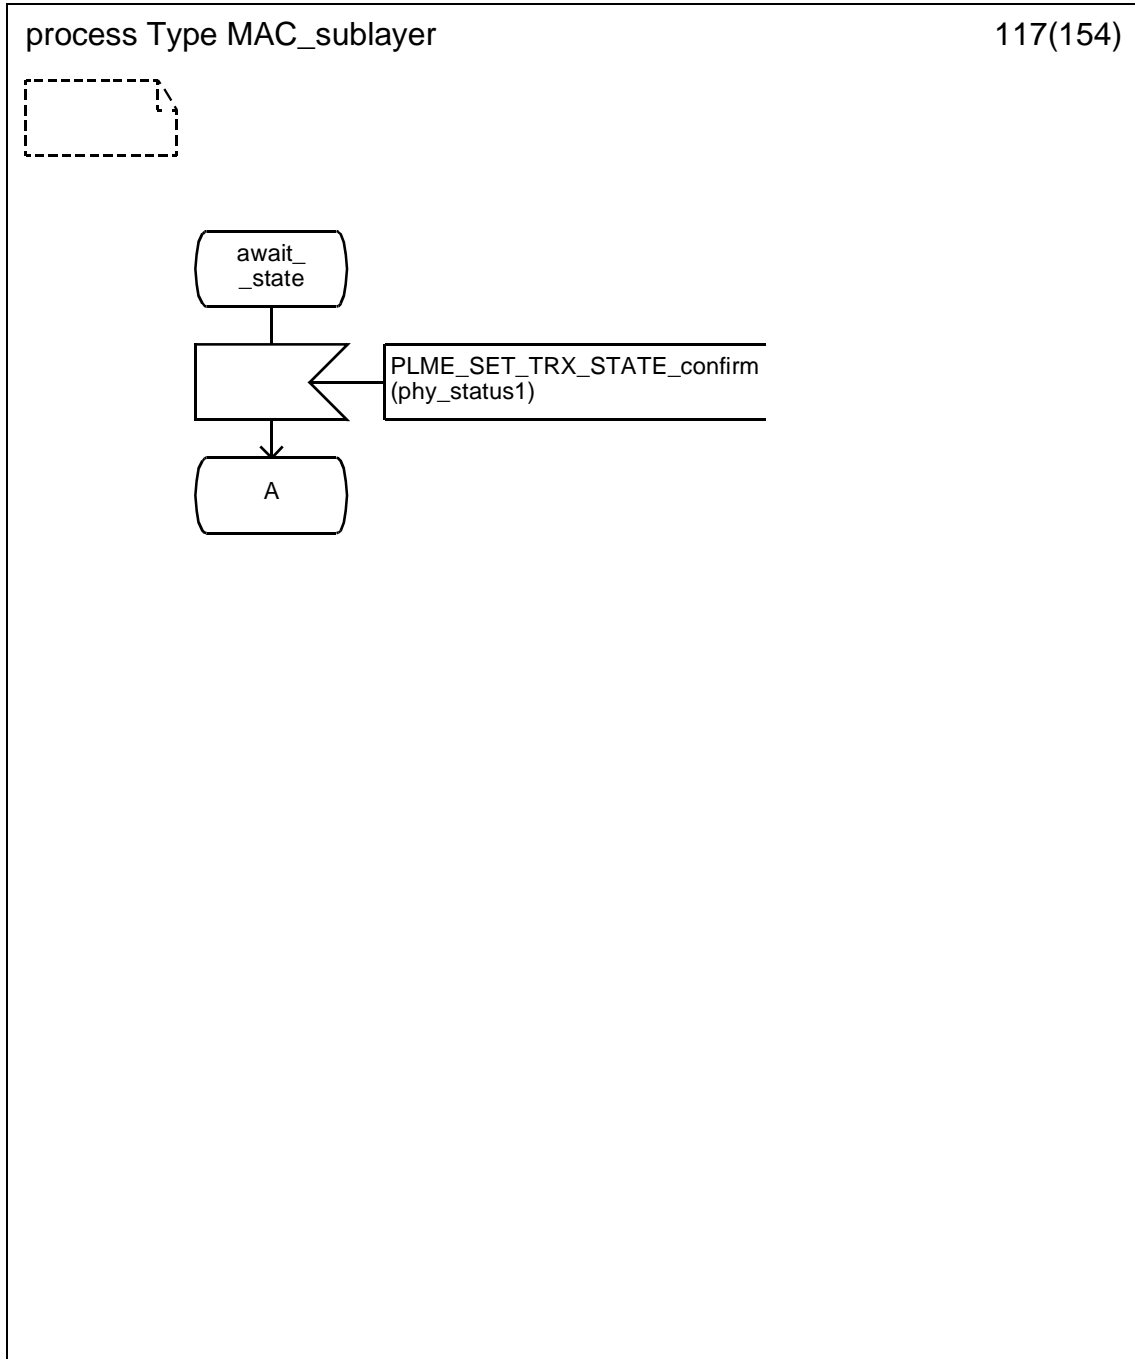 process Type MAC_sublayer
117(154)
await_
_state
PLME_SET_TRX_STATE_confirm
(phy_status1)
A